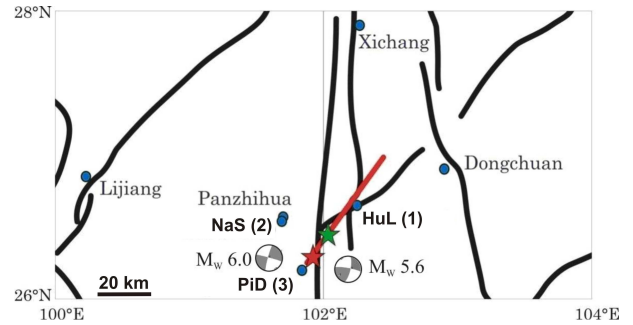 28°N
Xichang
Dongchuan
Lijiang
Panzhihua
NaS (2)
HuL (1)
Mw 6.0
Mw 5.6
PiD (3)
20 km
26°N
100°E
102°E
104°E